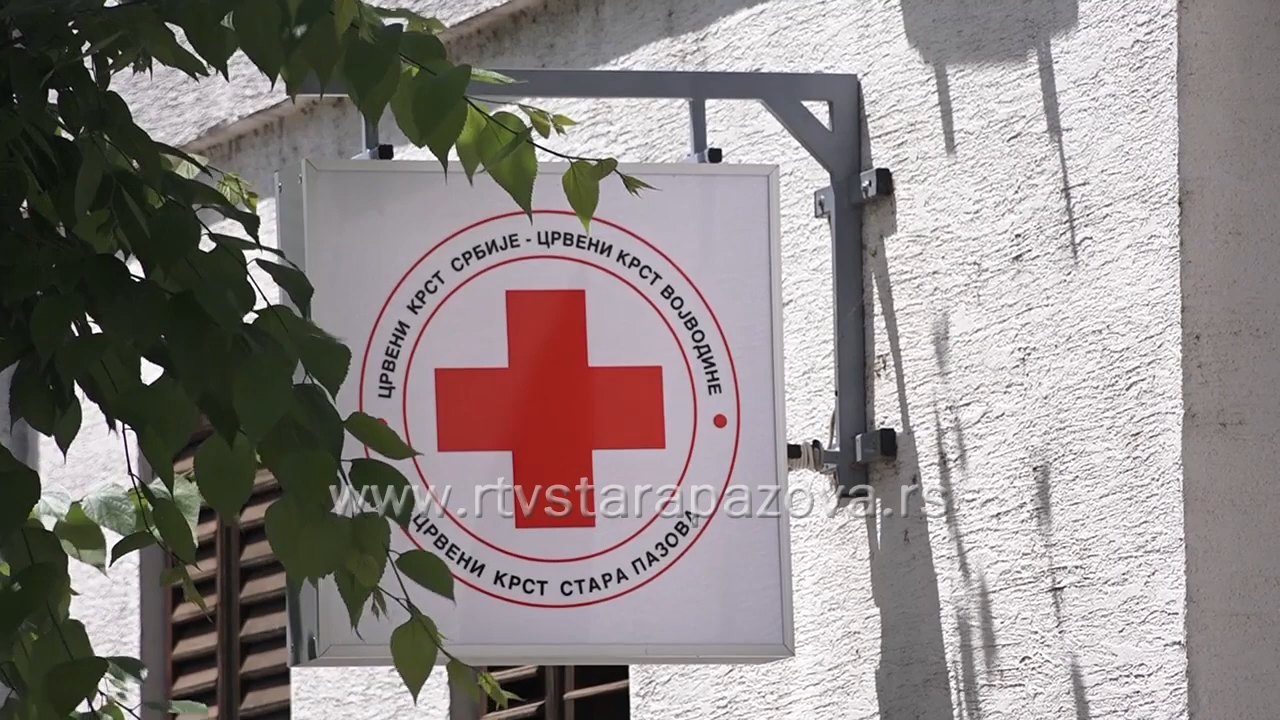 ЦРВЕНИ КРСТ СРБИЈЕ - ЦРВЕНИ КРСТ ВОЈВОДИНЕ
ЦРВЕНИ КРСТ СТАРА ПАЗОВА
www.rtvstarapazova.rs